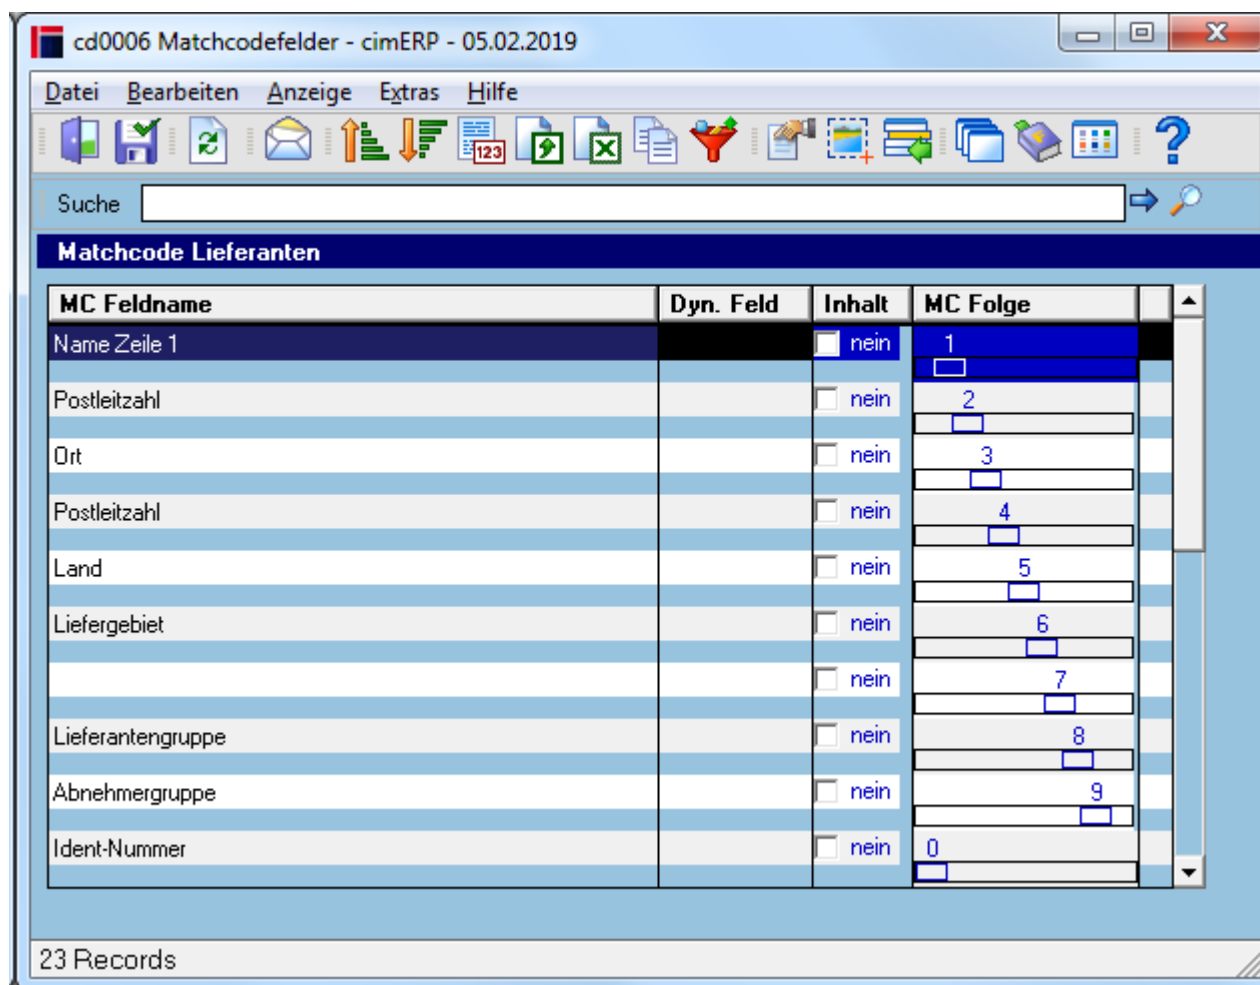 cd0006 Matchcodefelder - cimERP - 05.02.2019
Datei Bearbeiten Anzeige Extras Hilfe
123
Suche
Matchcode Lieferanten
MC Feldname Dyn. Feld Inhalt MC Folge
Name Zeile 1 nein 1
Postleitzahl nein 2
Ort nein 3
Postleitzahl nein 4
Land nein 5
Liefergebiet nein 6
nein 7
Lieferantengruppe nein 8
Abnehmergruppe nein 9
Ident-Nummer nein 0
23 Records